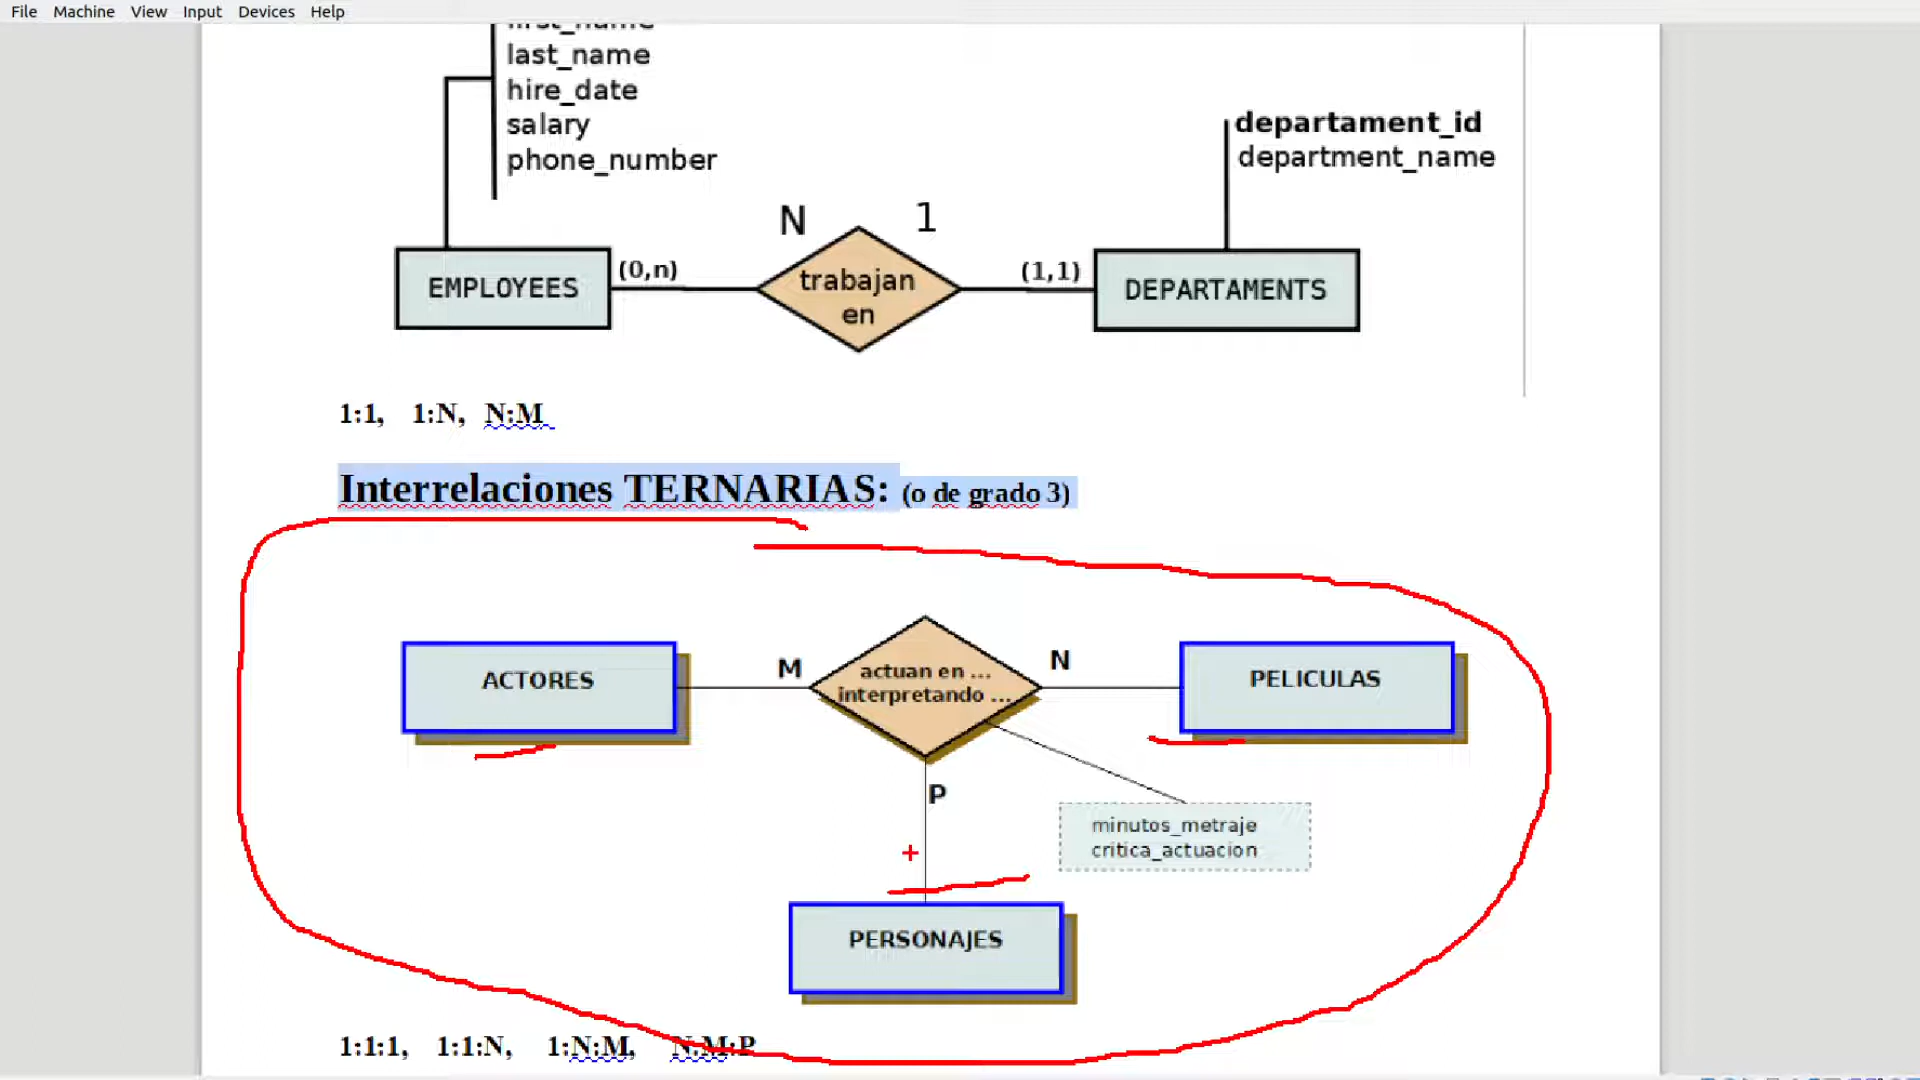 File Machine View Input Devices Help
first_name
last_name
hire_date
salary
phone_number
departament_id
department_name
N 1
EMPLOYEES (0,n) trabajan en (1,1) DEPARTAMENTS
1:1, 1:N, N:M
Interrelaciones TERNARIAS: (o de grado 3)
ACTORES M actuan en ... N PELICULAS
interpretando ...
P
minutos_metraje
critica_actuacion
PERSONAJES
1:1:1, 1:1:N, 1:N:M, N:M:P